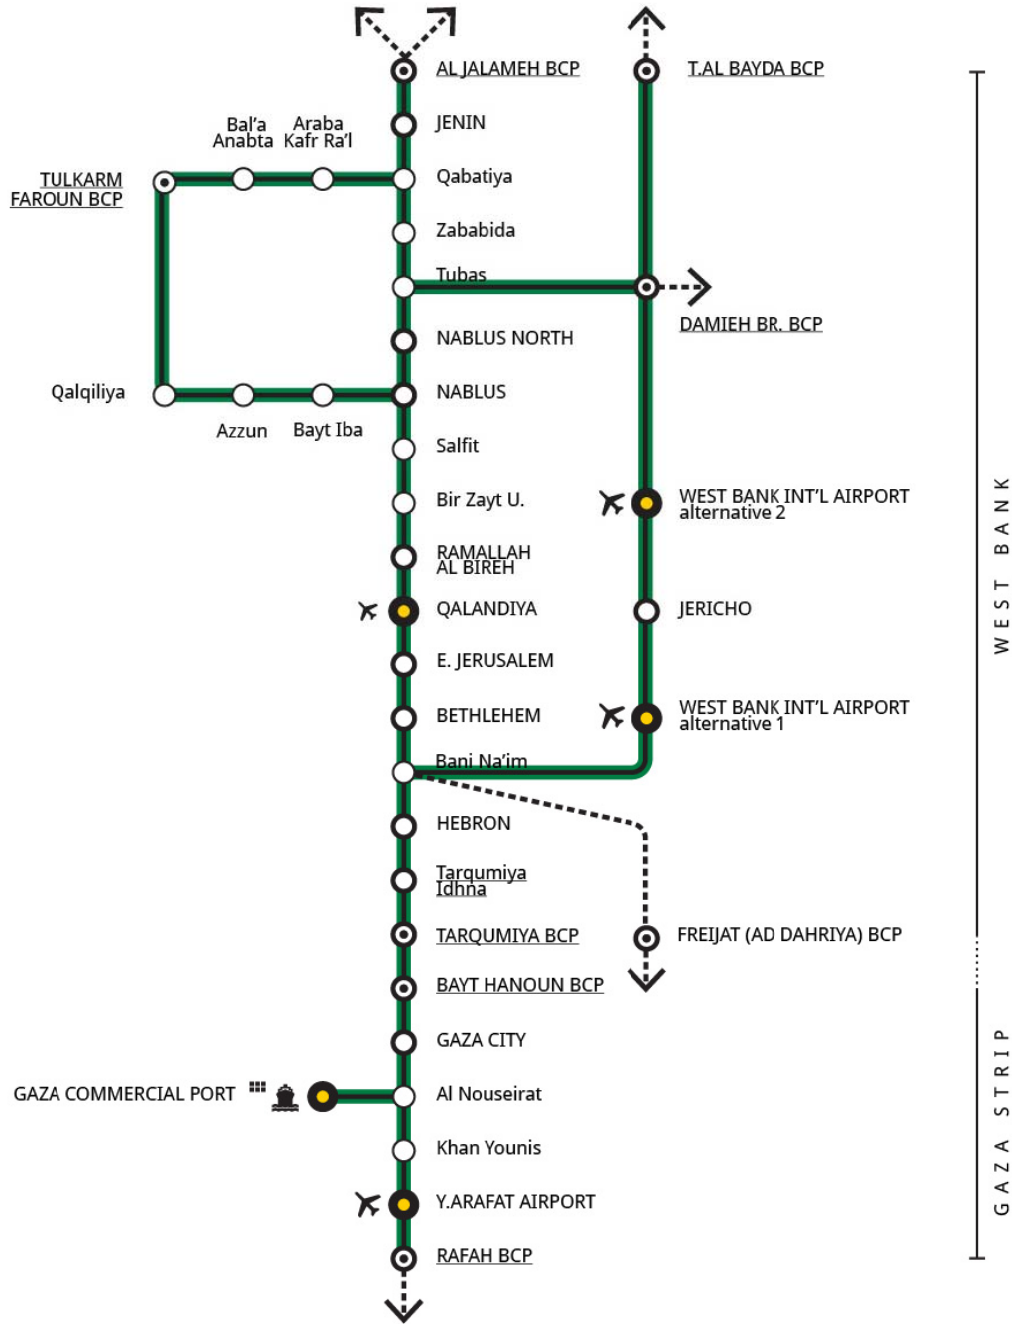 AL JALAMEH BCP
T.AL BAYDA BCP
JENIN
Bal'a
Anabta
Araba
Kafr Ra'l
Qabatiya
TULKARM
FAROUN BCP
Zababida
Tubas
DAMIEH BR. BCP
NABLUS NORTH
Qalqiliya
NABLUS
Azzun
Bayt Iba
Salfit
Bir Zayt U.
WEST BANK INT'L AIRPORT
alternative 2
RAMALLAH
AL BIREH
QALANDIYA
JERICHO
E. JERUSALEM
BETHLEHEM
WEST BANK INT'L AIRPORT
alternative 1
Bani Na'im
HEBRON
Tarqumiya
Idhna
TARQUMIYA BCP
FREIJAT (AD DAHRIYA) BCP
BAYT HANOUN BCP
GAZA CITY
GAZA COMMERCIAL PORT
Al Nouseirat
Khan Younis
Y.ARAFAT AIRPORT
RAFAH BCP
WEST BANK
GAZA STRIP